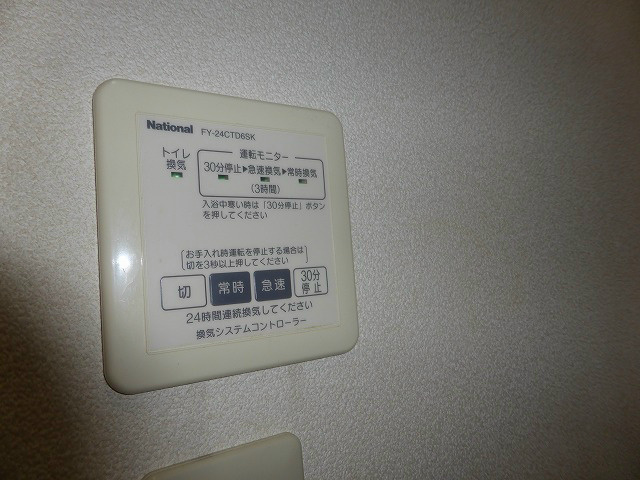 National FY-24CTD6SK
トイレ
換気
運転モニター
30分停止▶急速換気▶常時換気
(3時間)
入浴中寒い時は「30分停止」ボタン
を押してください
お手入れ時運転を停止する場合は
切を3秒以上押してください
切 常時 急速 30分
停止
24時間連続換気してください
換気システムコントローラー